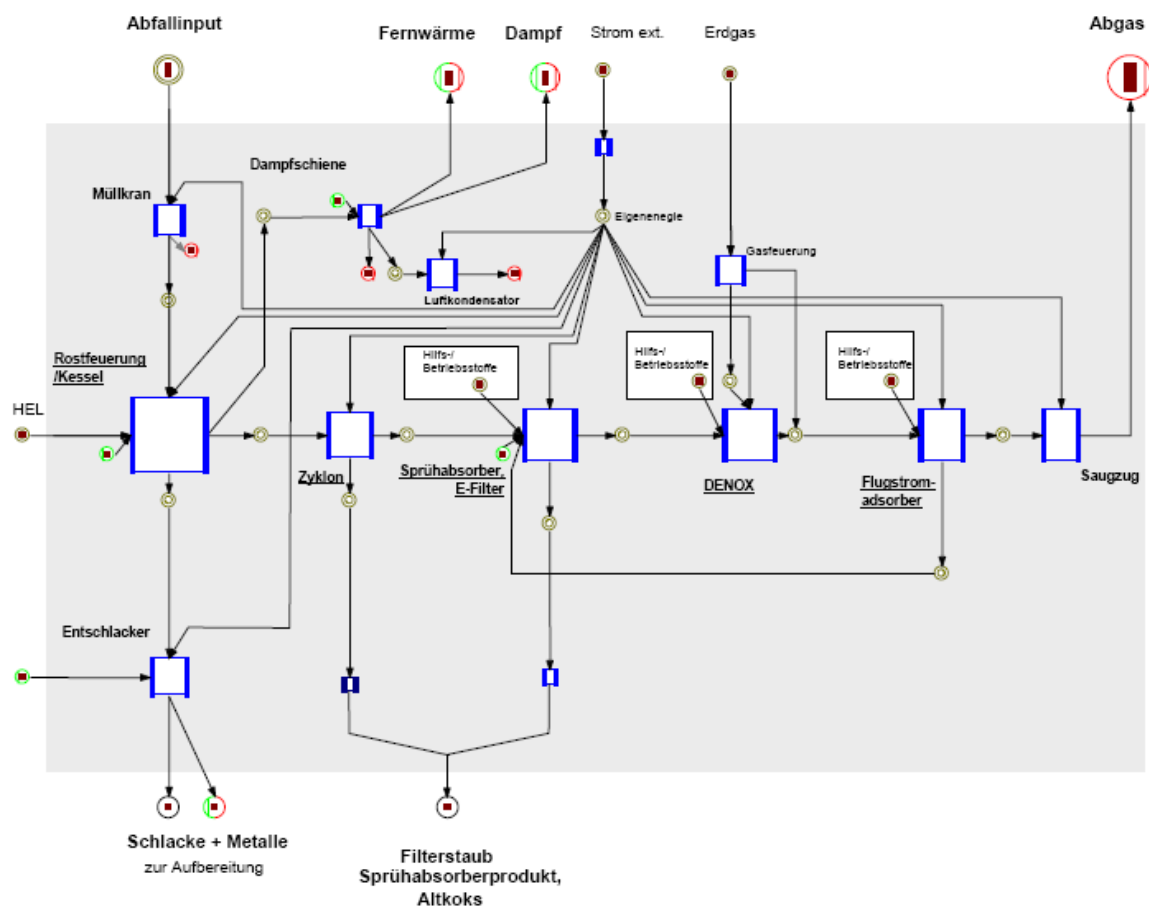 Abfallinput
Fernwärme
Dampf
Strom ext.
Erdgas
Abgas
Dampfschiene
Müllkran
Eigenenegie
Gasfeuerung
Luftkondensator
Rostfeuerung
/Kessel
Hilfs-/
Betriebsstoffe
Hilfs-/
Betriebsstoffe
Hilfs-/
Betriebsstoffe
HEL
Zyklon
Sprühabsorber,
E-Filter
DENOX
Flugstrom-
adsorber
Saugzug
Entschlacker
Schlacke + Metalle
zur Aufbereitung
Filterstaub
Sprühabsorberprodukt,
Altkoks